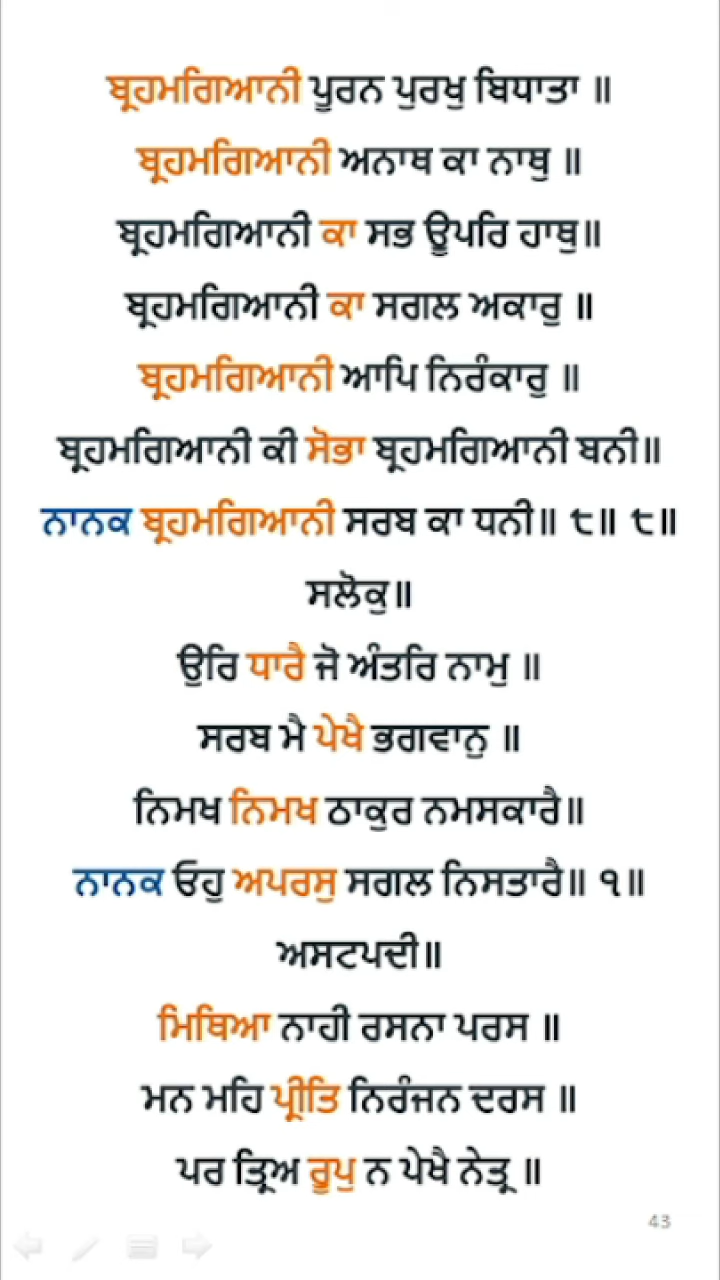 ਬ੍ਰਹਮਗਿਆਨੀ ਪੂਰਨ ਪੁਰਖੁ ਬਿਧਾਤਾ ॥
ਬ੍ਰਹਮਗਿਆਨੀ ਅਨਾਥ ਕਾ ਨਾਥੁ ॥
ਬ੍ਰਹਮਗਿਆਨੀ ਕਾ ਸਭ ਊਪਰਿ ਹਾਥੁ॥
ਬ੍ਰਹਮਗਿਆਨੀ ਕਾ ਸਗਲ ਅਕਾਰੁ ॥
ਬ੍ਰਹਮਗਿਆਨੀ ਆਪਿ ਨਿਰੰਕਾਰੁ ॥
ਬ੍ਰਹਮਗਿਆਨੀ ਕੀ ਸੋਭਾ ਬ੍ਰਹਮਗਿਆਨੀ ਬਨੀ॥
ਨਾਨਕ ਬ੍ਰਹਮਗਿਆਨੀ ਸਰਬ ਕਾ ਧਨੀ॥ ੮॥ ੮॥
ਸਲੋਕੁ॥
ਉਰਿ ਧਾਰੈ ਜੋ ਅੰਤਰਿ ਨਾਮੁ ॥
ਸਰਬ ਮੈ ਪੇਖੈ ਭਗਵਾਨੁ ॥
ਨਿਮਖ ਨਿਮਖ ਠਾਕੁਰ ਨਮਸਕਾਰੈ॥
ਨਾਨਕ ਓਹੁ ਅਪਰਸੁ ਸਗਲ ਨਿਸਤਾਰੈ॥ ੧॥
ਅਸਟਪਦੀ॥
ਮਿਥਿਆ ਨਾਹੀ ਰਸਨਾ ਪਰਸ ॥
ਮਨ ਮਹਿ ਪ੍ਰੀਤਿ ਨਿਰੰਜਨ ਦਰਸ ॥
ਪਰ ਤ੍ਰਿਅ ਰੂਪੁ ਨ ਪੇਖੈ ਨੇਤ੍ਰ ॥
43